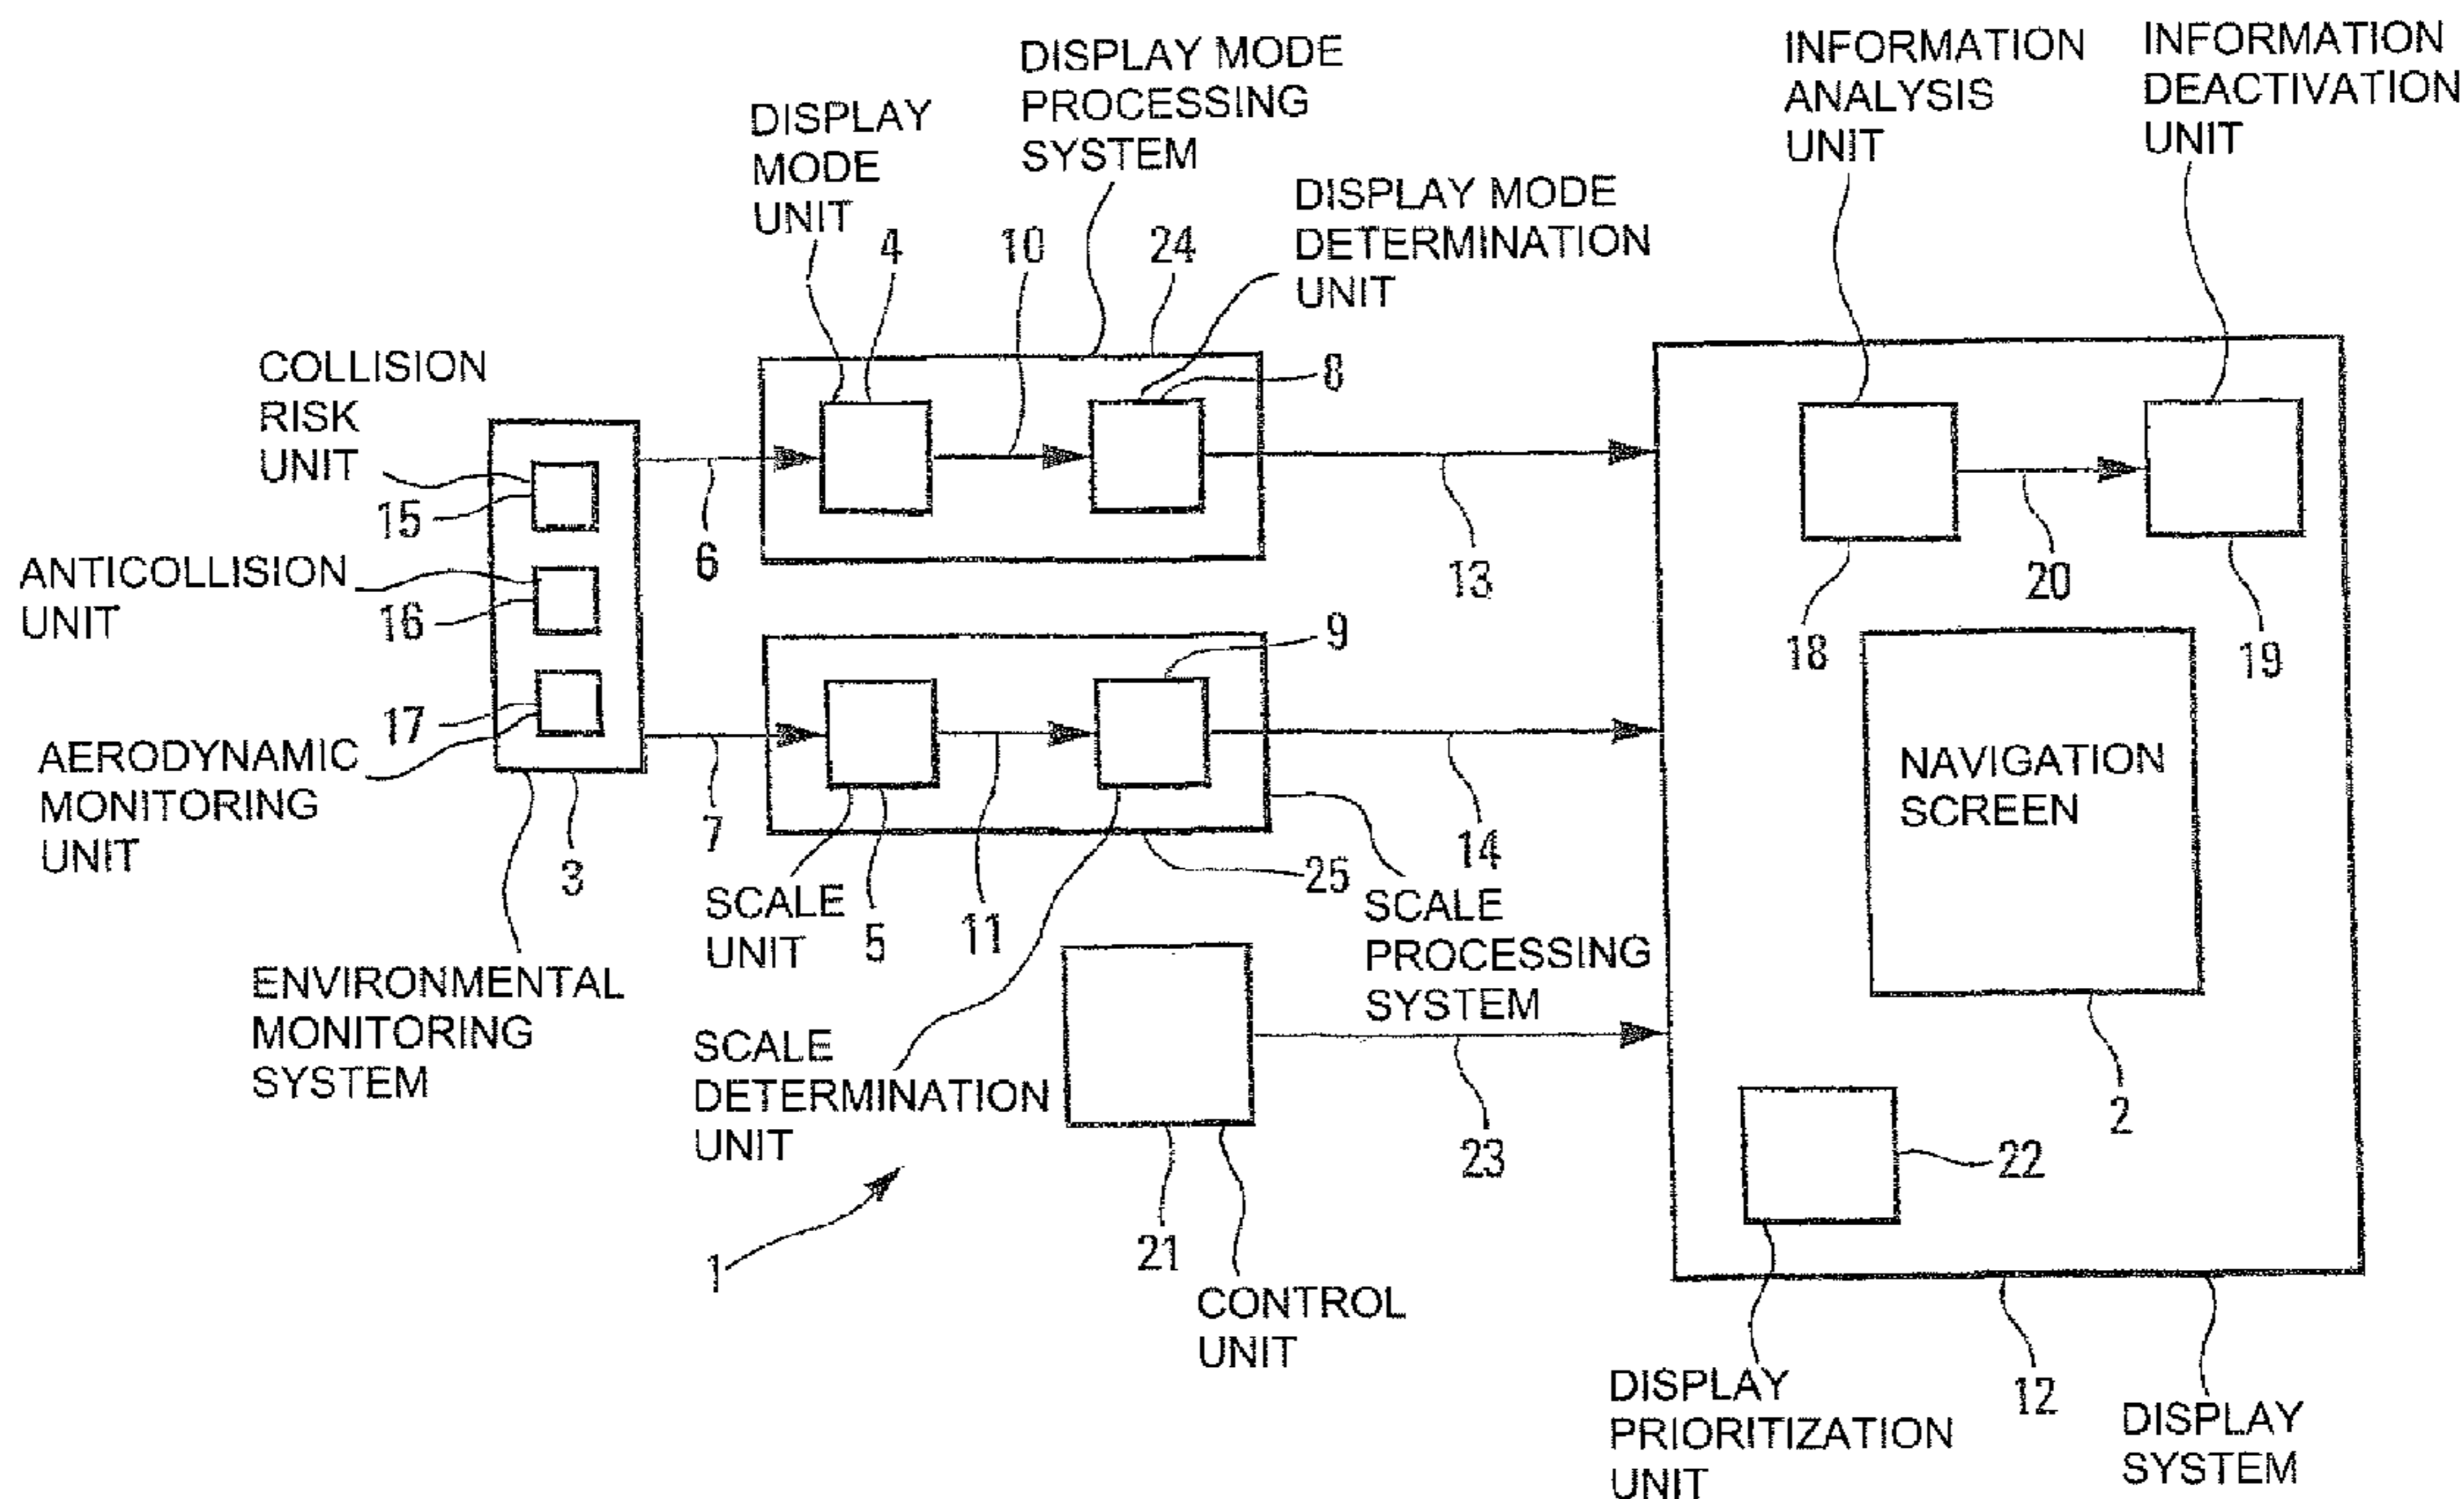 DISPLAY MODE
PROCESSING
SYSTEM
INFORMATION
ANALYSIS
UNIT
INFORMATION
DEACTIVATION
UNIT
DISPLAY
MODE
UNIT
DISPLAY MODE
DETERMINATION
UNIT
4
10
24
8
COLLISION
RISK
UNIT
15
ANTICOLLISION
UNIT
16
17
AERODYNAMIC
MONITORING
UNIT
6
13
20
18
19
9
7
3
SCALE
UNIT
5
11
25
14
SCALE
PROCESSING
SYSTEM
NAVIGATION
SCREEN
2
ENVIRONMENTAL
MONITORING
SYSTEM
SCALE
DETERMINATION
UNIT
23
22
1
21
CONTROL
UNIT
DISPLAY
PRIORITIZATION
UNIT
12
DISPLAY
SYSTEM